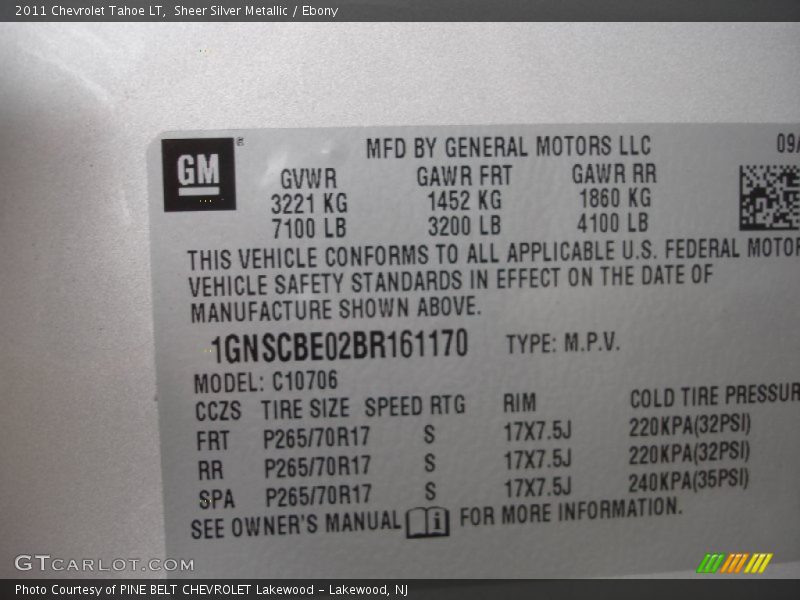 2011 Chevrolet Tahoe LT, Sheer Silver Metallic / Ebony
GM ®
MFD BY GENERAL MOTORS LLC 09/
GVWR GAWR FRT GAWR RR
3221 KG 1452 KG 1860 KG
7100 LB 3200 LB 4100 LB
THIS VEHICLE CONFORMS TO ALL APPLICABLE U.S. FEDERAL MOTOR
VEHICLE SAFETY STANDARDS IN EFFECT ON THE DATE OF
MANUFACTURE SHOWN ABOVE.
1GNSCBE02BR161170 TYPE: M.P.V.
MODEL: C10706
CCZS TIRE SIZE SPEED RTG RIM COLD TIRE PRESSUR
FRT P265/70R17 S 17X7.5J 220KPA(32PSI)
RR P265/70R17 S 17X7.5J 220KPA(32PSI)
SPA P265/70R17 S 17X7.5J 240KPA(35PSI)
SEE OWNER'S MANUAL i FOR MORE INFORMATION.
GTcarlot.com
Photo Courtesy of PINE BELT CHEVROLET Lakewood - Lakewood, NJ